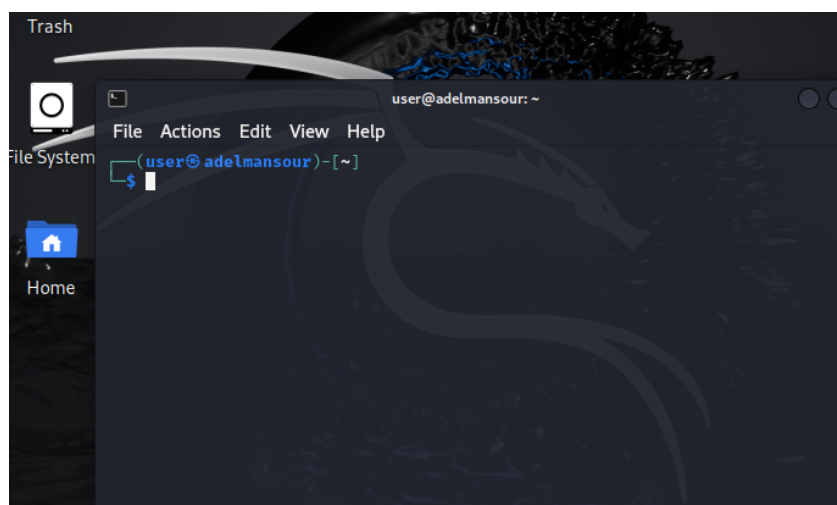 Trash
File System
Home
user@adelmansour: ~
File Actions Edit View Help
┌──(user㉿adelmansour)-[~]
└─$